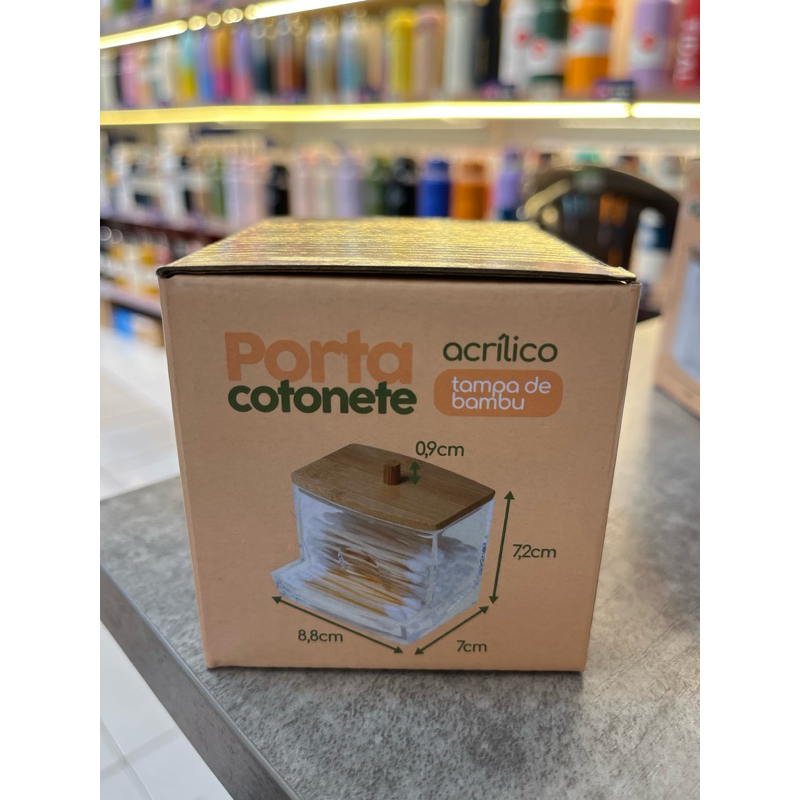 Porta
cotonete
acrílico
tampa de
bambu
0,9cm
7,2cm
8,8cm
7cm